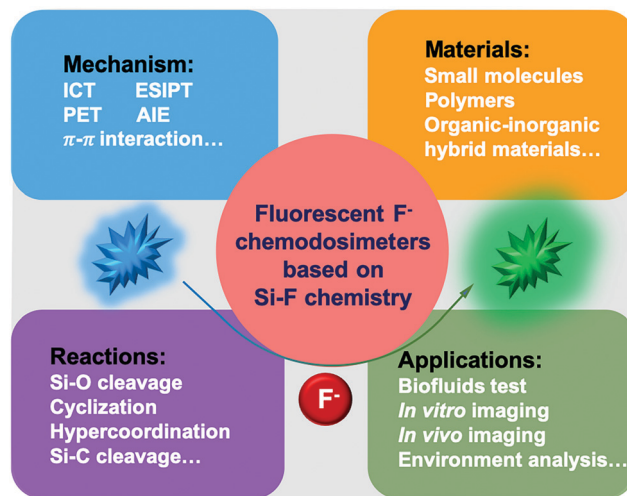 Mechanism:
ICT ESIPT
PET AIE
π-π interaction…
Materials:
Small molecules
Polymers
Organic-inorganic
hybrid materials…
Fluorescent F-
chemodosimeters
based on
Si-F chemistry
Reactions:
Si-O cleavage
Cyclization
Hypercoordination
Si-C cleavage…
F-
Applications:
Biofluids test
In vitro imaging
In vivo imaging
Environment analysis…